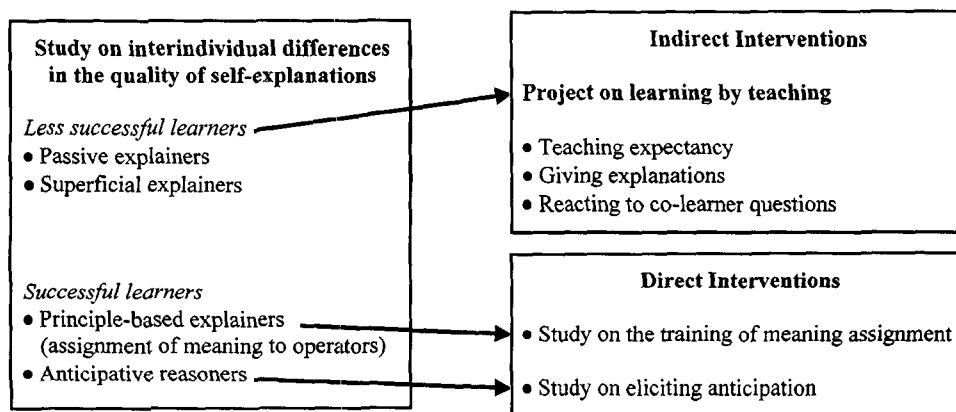 Study on interindividual differences
in the quality of self-explanations
Less successful learners
• Passive explainers
• Superficial explainers
Successful learners
• Principle-based explainers
(assignment of meaning to operators)
• Anticipative reasoners
Indirect Interventions
Project on learning by teaching
• Teaching expectancy
• Giving explanations
• Reacting to co-learner questions
Direct Interventions
• Study on the training of meaning assignment
• Study on eliciting anticipation